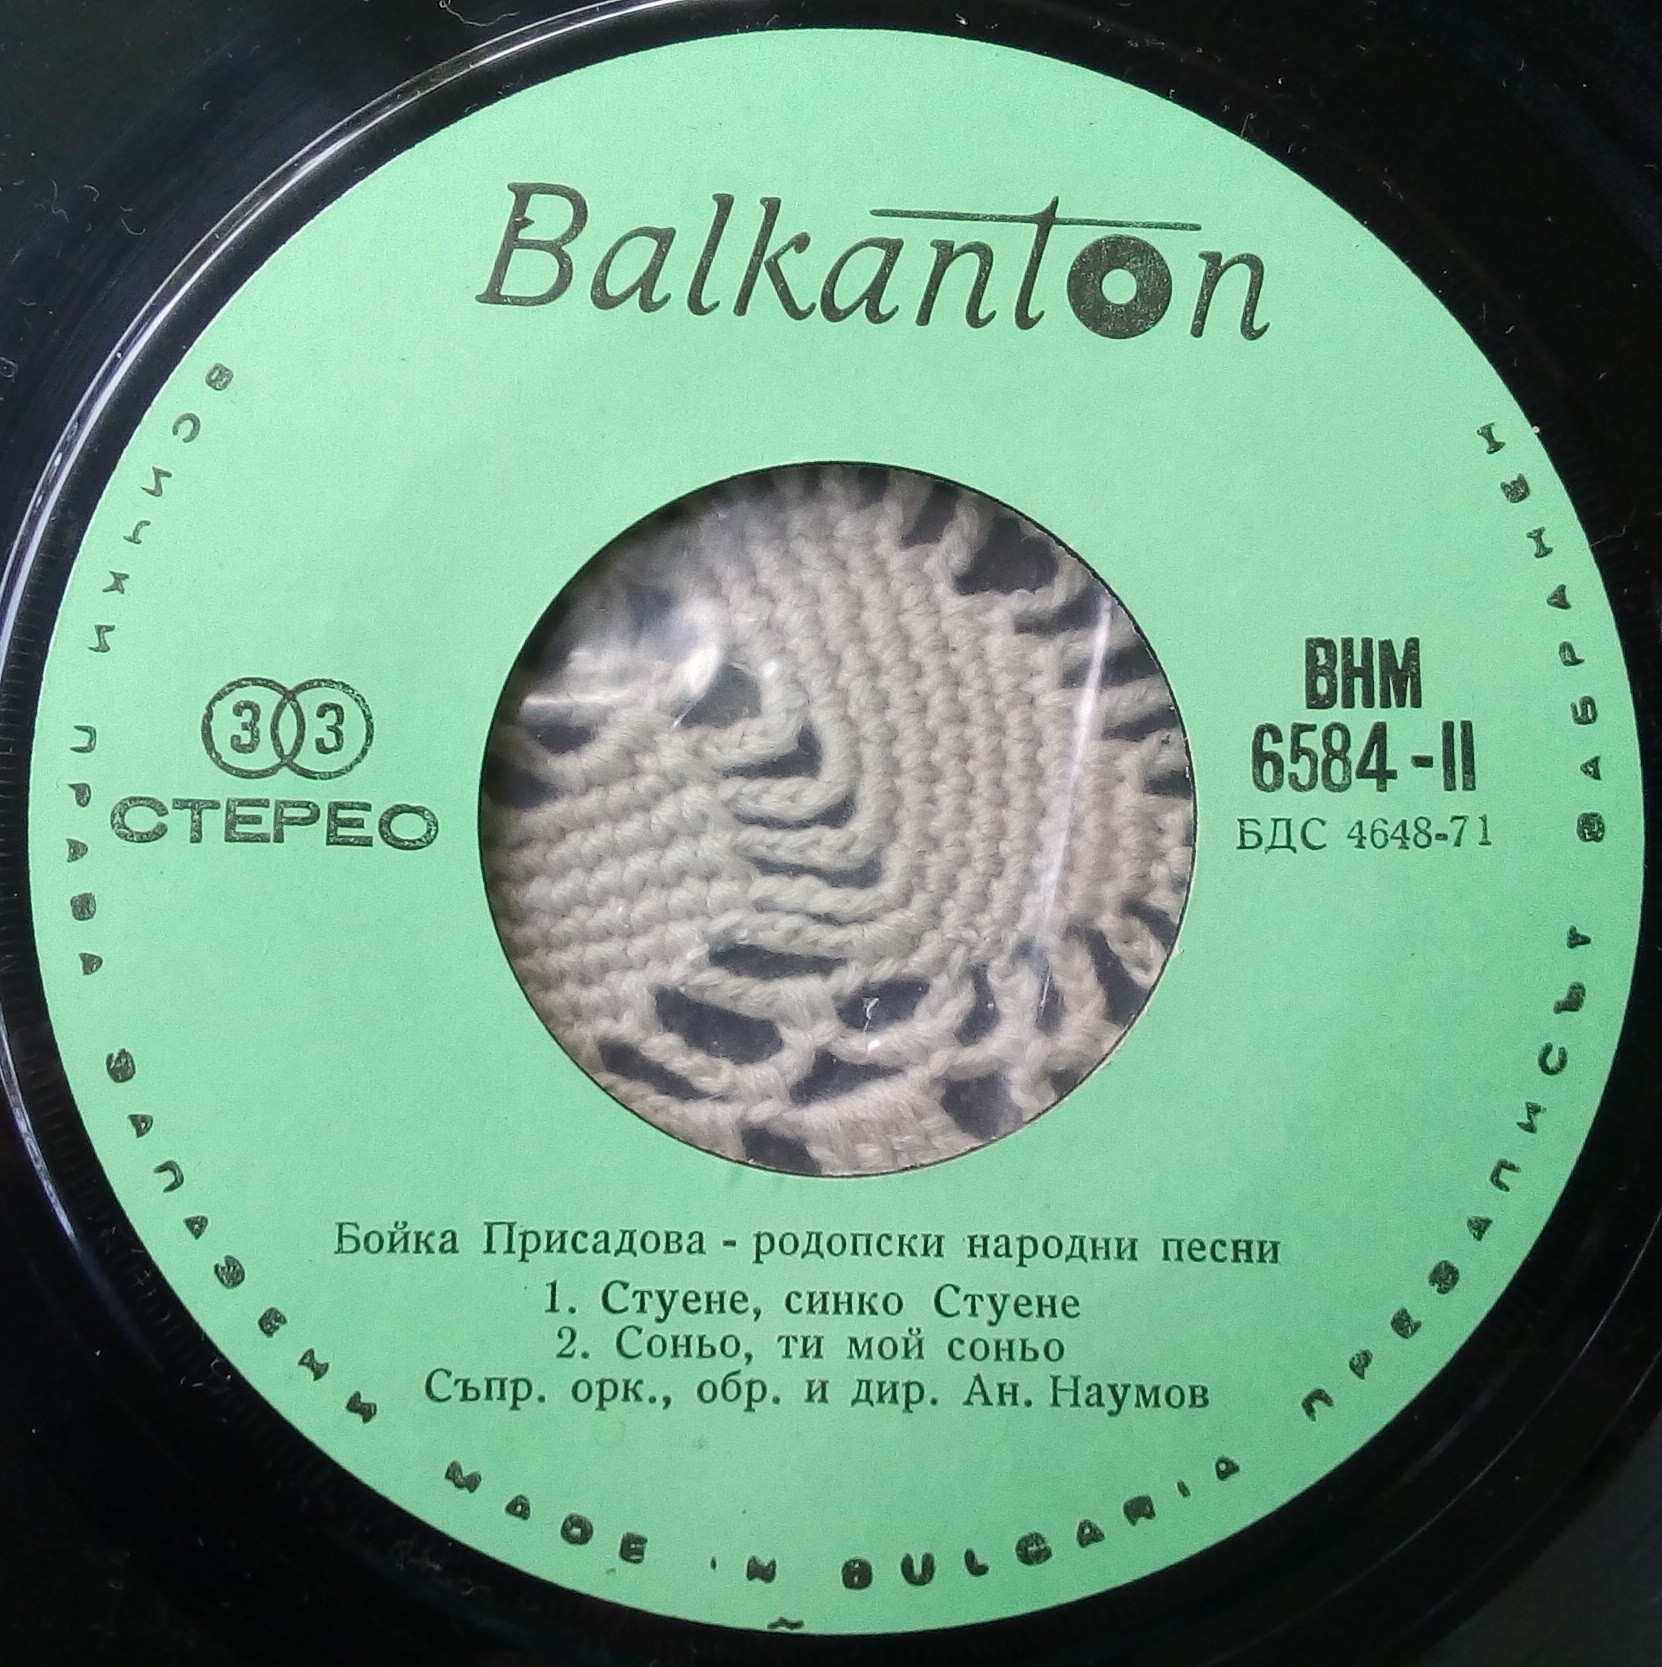 Balkanton
33
СТЕРЕО
ВНМ
6584-II
БДС 4648-71
Бойка Присадова - родопски народни песни
1. Стуене, синко Стуене
2. Соньо, ти мой соньо
Съпр. орк., обр. и дир. Ан. Наумов
ВСИЧКИ ПРАВА ЗАПАЗЕНИ MADE IN BULGARIA ПРЕЗАПИСЪТ ЗАБРАНЕН